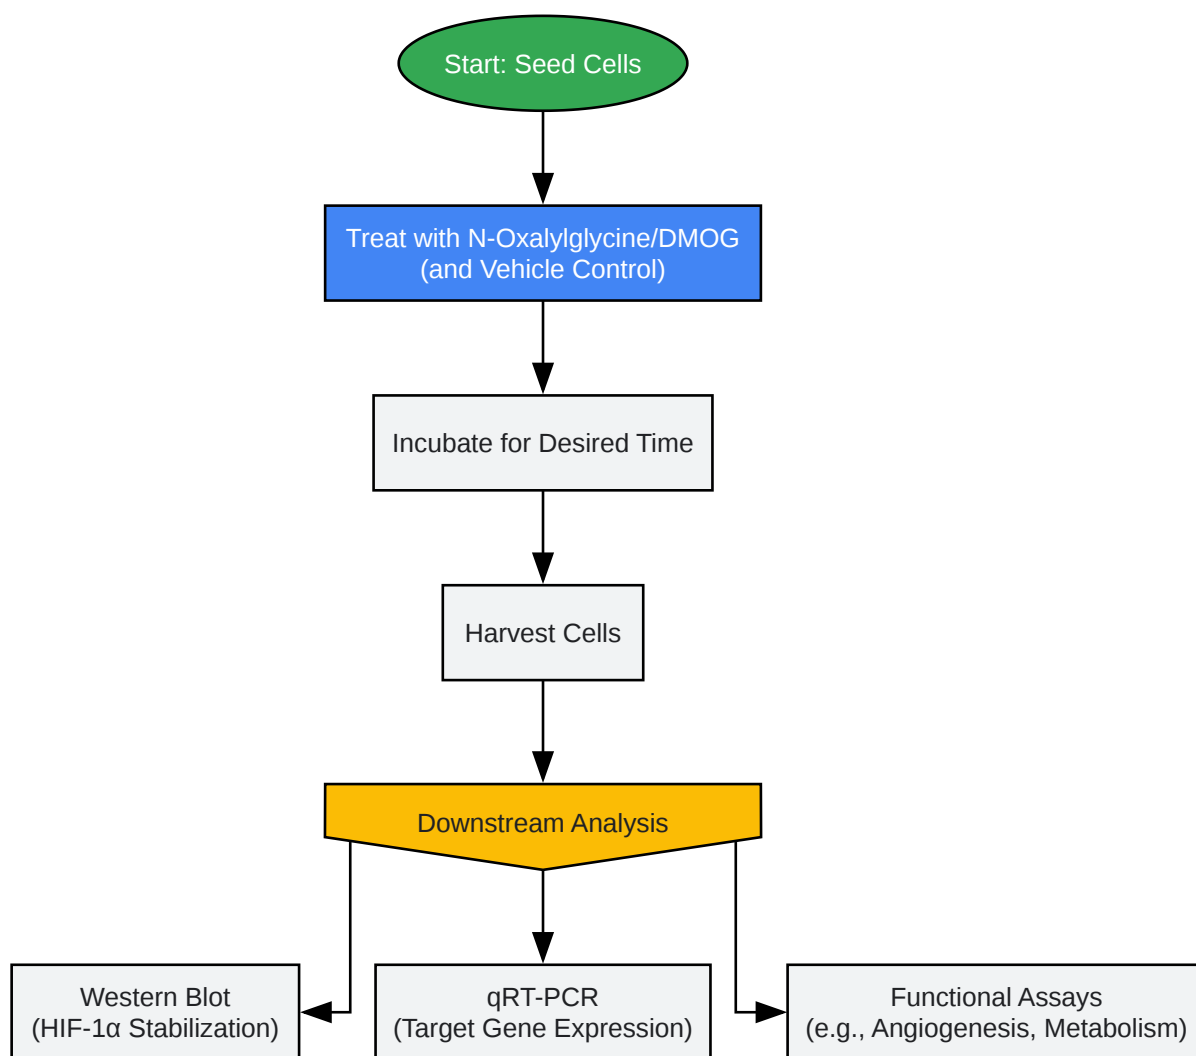 Start: Seed Cells
Treat with N-Oxalylglycine/DMOG
(and Vehicle Control)
Incubate for Desired Time
Harvest Cells
Downstream Analysis
Western Blot
(HIF-1α Stabilization)
qRT-PCR
(Target Gene Expression)
Functional Assays
(e.g., Angiogenesis, Metabolism)